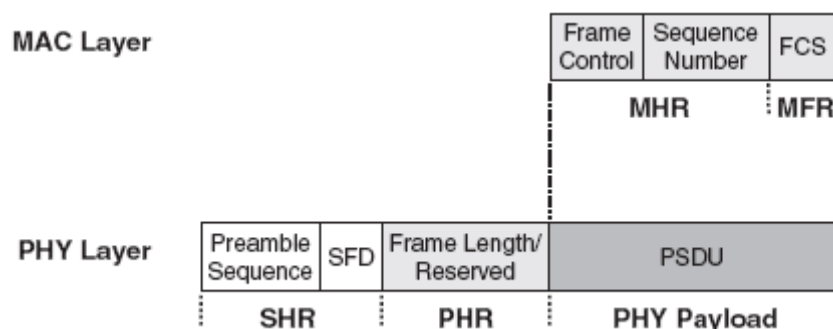 MAC Layer
Frame Control
Sequence Number
FCS
MHR
MFR
PHY Layer
Preamble Sequence
SFD
Frame Length/ Reserved
PSDU
SHR
PHR
PHY Payload